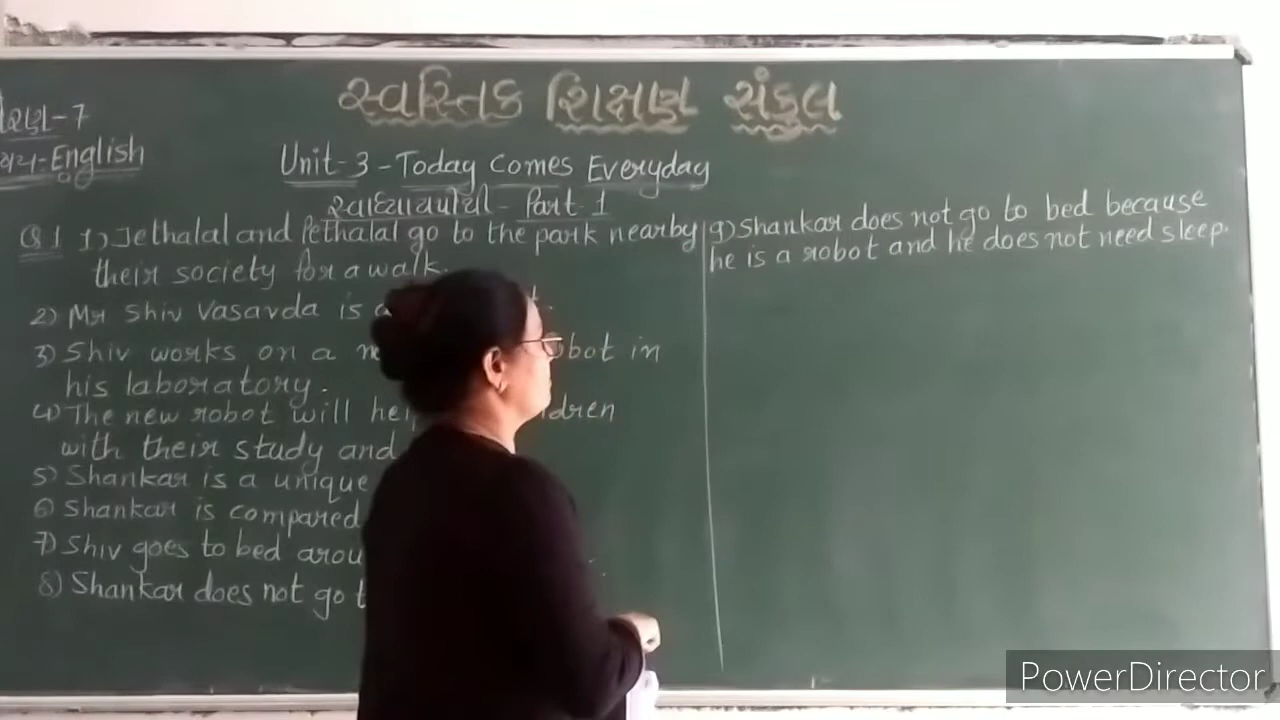 સ્વસ્તિક શિક્ષણ સંકુલ
ધોરણ-7
વિષય-English
Unit-3-Today Comes Everyday
સ્વાધ્યાયપોથી - Part-1
Q.1 1) Jethalal and Pethalal go to the park nearby
their society for a walk.
2) Mr Shiv Vasavda is a
3) Shiv works on a robot in
his laboratory.
4) The new robot will children
with their study and
5) Shankar is a unique
6) Shankar is compared
7) Shiv goes to bed
8) Shankar does not go
9) Shankar does not go to bed because
he is a robot and he does not need sleep.
PowerDirector